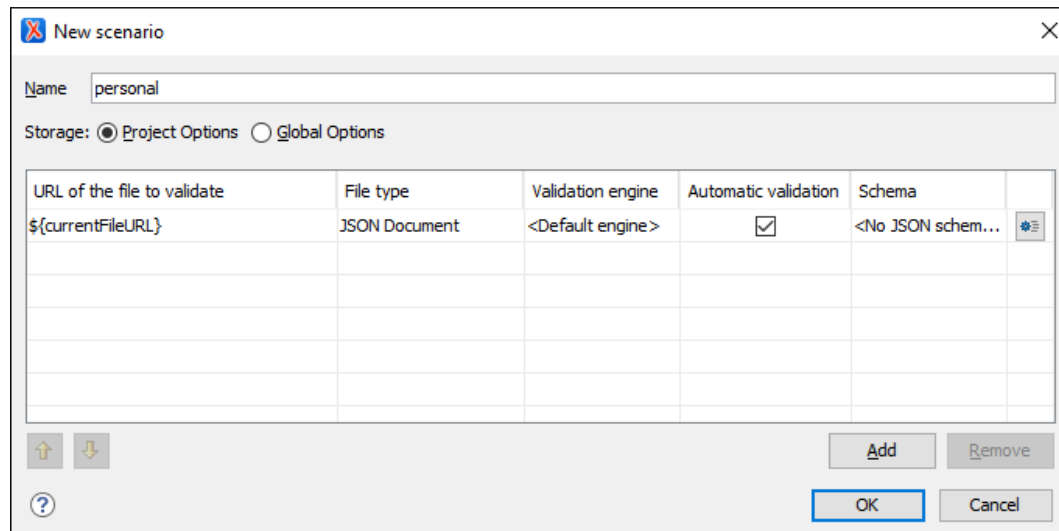 New scenario
Name personal
Storage: Project Options Global Options
URL of the file to validate File type Validation engine Automatic validation Schema
${currentFileURL} JSON Document <Default engine> <No JSON schem...
Add Remove
? OK Cancel